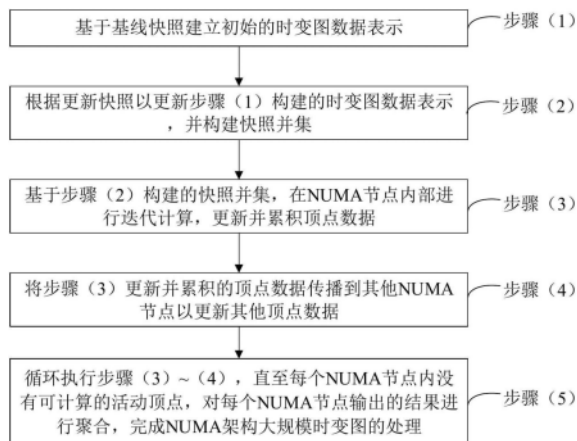 基于基线快照建立初始的时变图数据表示
步骤（1）
根据更新快照以更新步骤（1）构建的时变图数据表示
，并构建快照并集
步骤（2）
基于步骤（2）构建的快照并集，在NUMA节点内部进
行迭代计算，更新并累积顶点数据
步骤（3）
将步骤（3）更新并累积的顶点数据传播到其他NUMA
节点以更新其他顶点数据
步骤（4）
循环执行步骤（3）~（4），直至每个NUMA节点内没
有可计算的活动顶点，对每个NUMA节点输出的结果进
行聚合，完成NUMA架构大规模时变图的处理
步骤（5）